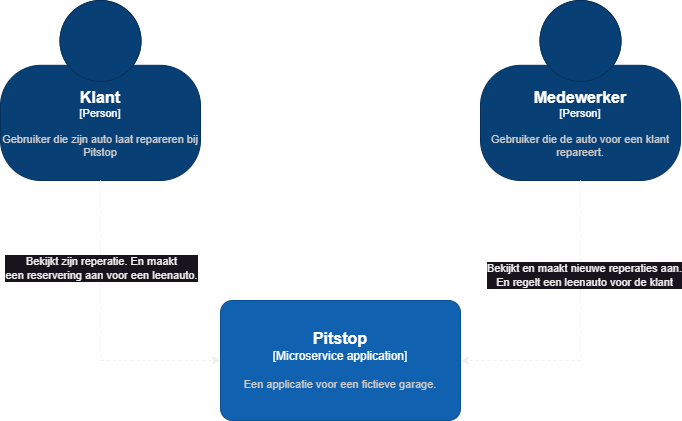 Klant
[Person]
Gebruiker die zijn auto laat repareren bij
Pitstop
Medewerker
[Person]
Gebruiker die de auto voor een klant
repareert.
Bekijkt zijn reperatie. En maakt
een reservering aan voor een leenauto.
Bekijkt en maakt nieuwe reperaties aan.
En regelt een leenauto voor de klant
Pitstop
[Microservice application]
Een applicatie voor een fictieve garage.